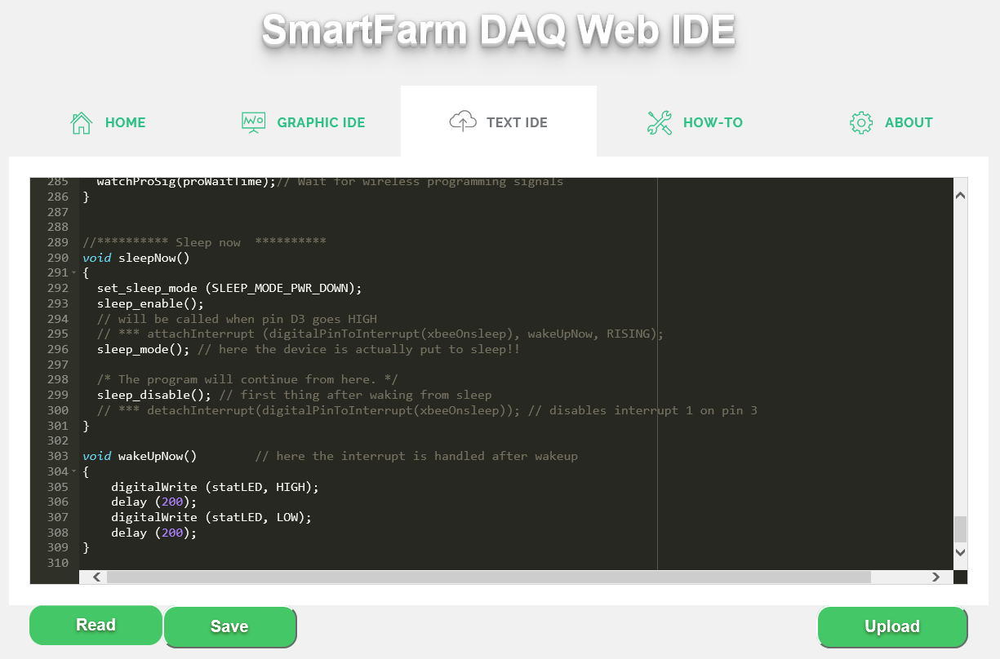 SmartFarm DAQ Web IDE
HOME
GRAPHIC IDE
TEXT IDE
HOW-TO
ABOUT
285 watchProSig(proWaitTime);// Wait for wireless programming signals
286 }
287
288
289 //********** Sleep now **********
290 void sleepNow()
291 {
292 set_sleep_mode (SLEEP_MODE_PWR_DOWN);
293 sleep_enable();
294 // will be called when pin D3 goes HIGH
295 // *** attachInterrupt (digitalPinToInterrupt(xbeeOnsleep), wakeUpNow, RISING);
296 sleep_mode(); // here the device is actually put to sleep!!
297
298 /* The program will continue from here. */
299 sleep_disable(); // first thing after waking from sleep
300 // *** detachInterrupt(digitalPinToInterrupt(xbeeOnsleep)); // disables interrupt 1 on pin 3
301 }
302
303 void wakeUpNow() // here the interrupt is handled after wakeup
304 {
305 digitalWrite (statLED, HIGH);
306 delay (200);
307 digitalWrite (statLED, LOW);
308 delay (200);
309 }
310
Read
Save
Upload